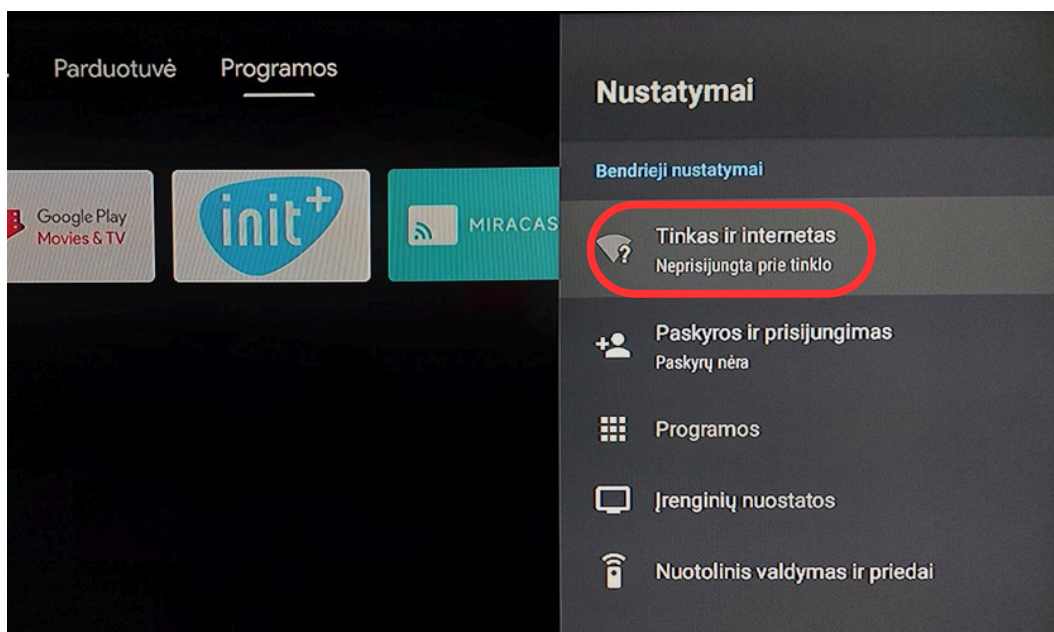 Parduotuvė Programos
Google Play
Movies & TV
init+
MIRACAS
Nustatymai
Bendrieji nustatymai
Tinkas ir internetas
Neprisijungta prie tinklo
Paskyros ir prisijungimas
Paskyrų nėra
Programos
Įrenginių nuostatos
Nuotolinis valdymas ir priedai